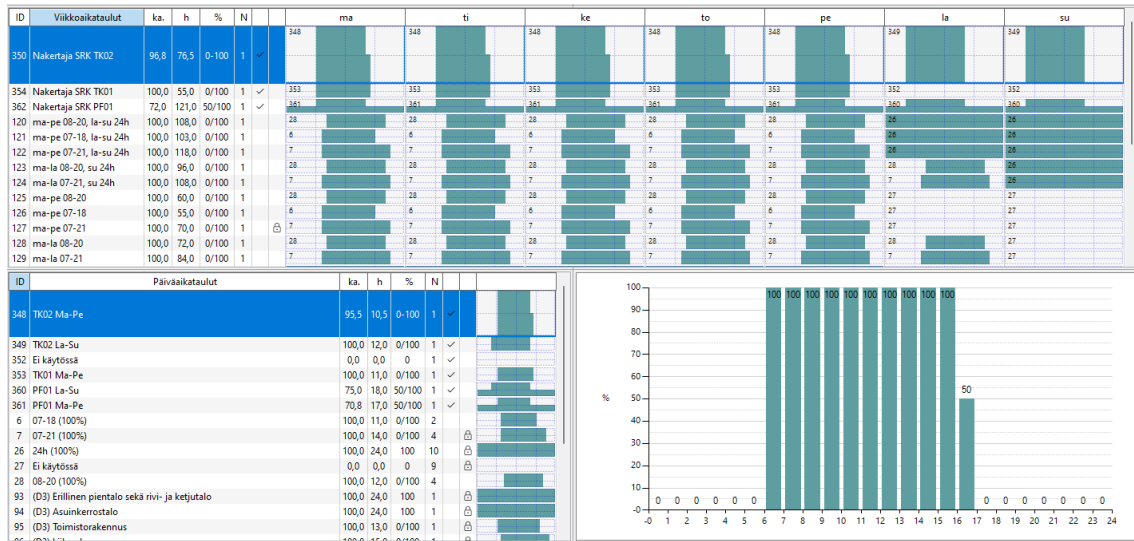 ID Viikkoaikataulut ka. h % N ma ti ke to pe la su
350 Nakertaja SRK TK02 96,8 76,5 0-100 1 348 348 348 348 348 349 349
354 Nakertaja SRK TK01 100,0 55,0 0/100 1 353 353 353 353 353 352 352
362 Nakertaja SRK PF01 72,0 121,0 50/100 1 361 361 361 361 361 360 360
120 ma-pe 08-20, la-su 24h 100,0 108,0 0/100 1 28 28 28 28 28 26 26
121 ma-pe 07-18, la-su 24h 100,0 103,0 0/100 1 6 6 6 6 6 26 26
122 ma-pe 07-21, la-su 24h 100,0 118,0 0/100 1 7 7 7 7 7 26 26
123 ma-la 08-20, su 24h 100,0 96,0 0/100 1 28 28 28 28 28 28 26
124 ma-la 07-21, su 24h 100,0 108,0 0/100 1 7 7 7 7 7 7 26
125 ma-pe 08-20 100,0 60,0 0/100 1 28 28 28 28 28 27 27
126 ma-pe 07-18 100,0 55,0 0/100 1 6 6 6 6 6 27 27
127 ma-pe 07-21 100,0 70,0 0/100 1 7 7 7 7 7 27 27
128 ma-la 08-20 100,0 72,0 0/100 1 28 28 28 28 28 28 27
129 ma-la 07-21 100,0 84,0 0/100 1 7 7 7 7 7 7 27
ID Päiväaikataulut ka. h % N
348 TK02 Ma-Pe 95,5 10,5 0-100 1
349 TK02 La-Su 100,0 12,0 0/100 1
352 Ei käytössä 0,0 0,0 0 1
353 TK01 Ma-Pe 100,0 11,0 0/100 1
360 PF01 La-Su 75,0 18,0 50/100 1
361 PF01 Ma-Pe 70,8 17,0 50/100 1
6 07-18 (100%) 100,0 11,0 0/100 2
7 07-21 (100%) 100,0 14,0 0/100 4
26 24h (100%) 100,0 24,0 100 10
27 Ei käytössä 0,0 0,0 0 9
28 08-20 (100%) 100,0 12,0 0/100 4
93 (D3) Erillinen pientalo sekä rivi- ja ketjutalo 100,0 24,0 100 1
94 (D3) Asuinkerrostalo 100,0 24,0 100 1
95 (D3) Toimistorakennus 100,0 13,0 0/100 1
100
90
80
70
60
%
50
40
30
20
10
-0
100 100 100 100 100 100 100 100 100 100
50
0 0 0 0 0 0 0 0 0 0 0 0 0
-0 1 2 3 4 5 6 7 8 9 10 11 12 13 14 15 16 17 18 19 20 21 22 23 24